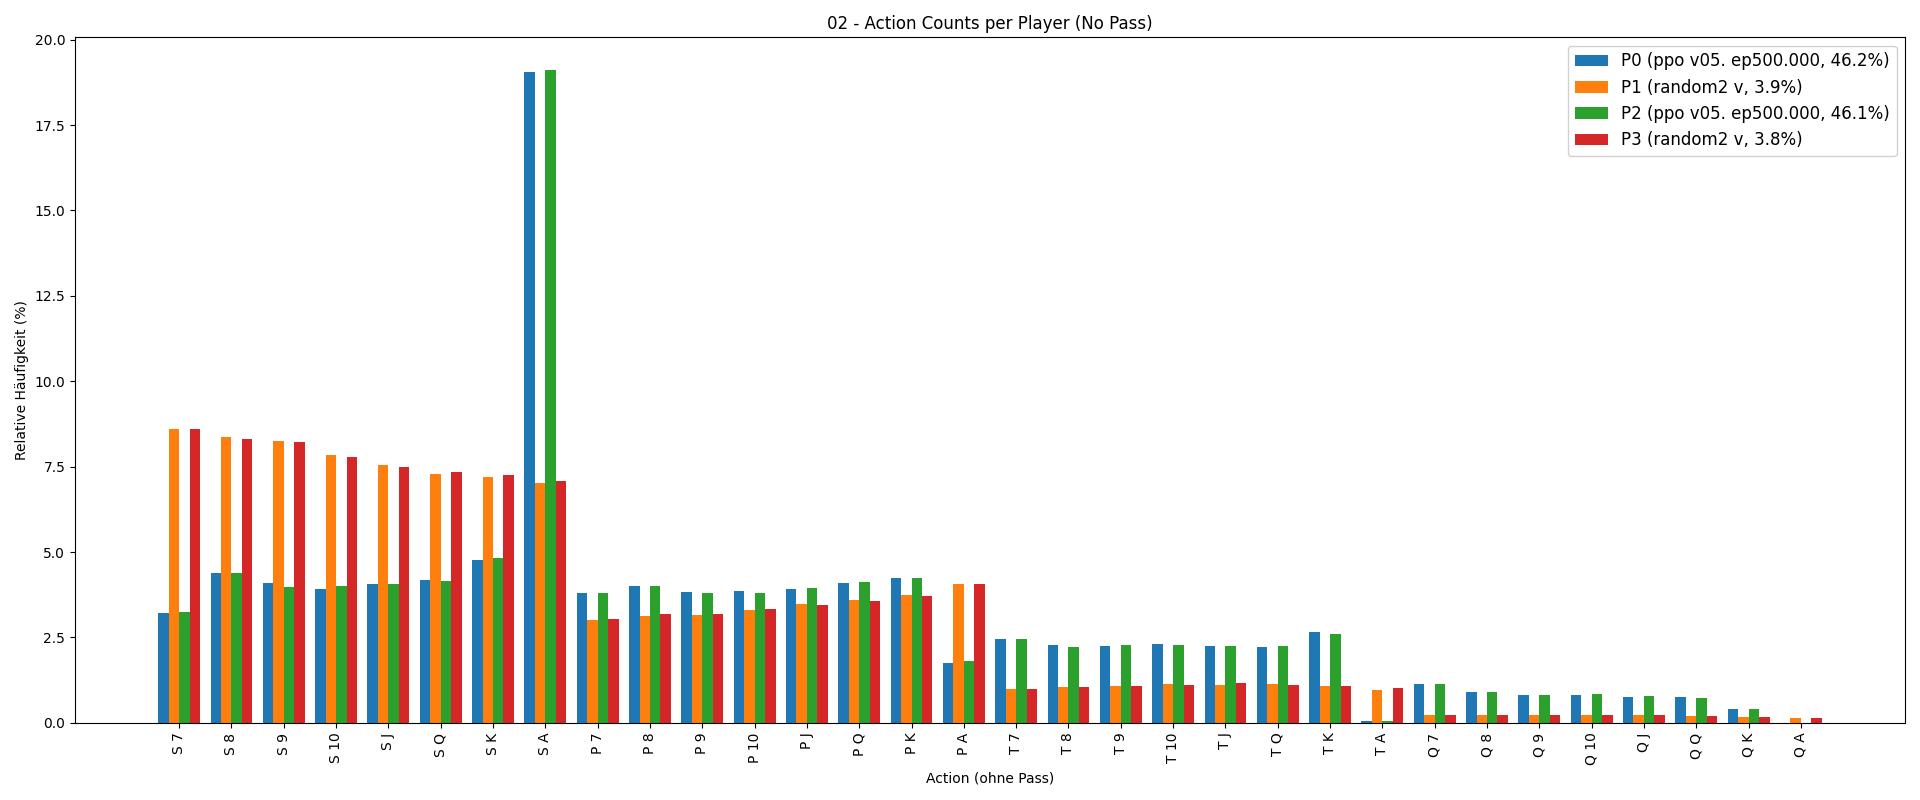 02 - Action Counts per Player (No Pass)
20.0
17.5
15.0
12.5
10.0
7.5
5.0
2.5
0.0
Relative Häufigkeit (%)
P0 (ppo v05. ep500.000, 46.2%)
P1 (random2 v, 3.9%)
P2 (ppo v05. ep500.000, 46.1%)
P3 (random2 v, 3.8%)
S 7
S 8
S 9
S 10
S J
S Q
S K
S A
P 7
P 8
P 9
P 10
P J
P Q
P K
P A
T 7
T 8
T 9
T 10
T J
T Q
T K
T A
Q 7
Q 8
Q 9
Q 10
Q J
Q Q
Q K
Q A
Action (ohne Pass)